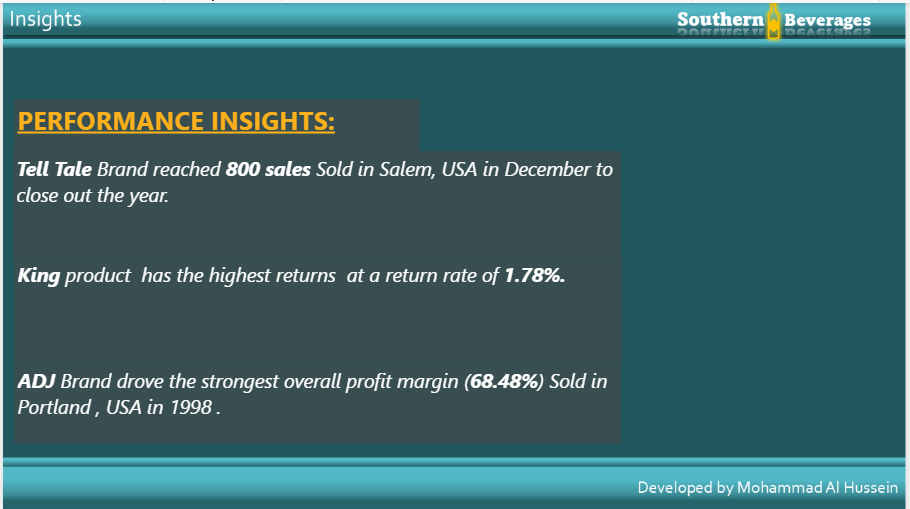 Insights
Southern Beverages
PERFORMANCE INSIGHTS:
Tell Tale Brand reached 800 sales Sold in Salem, USA in December to
close out the year.
King product  has the highest returns  at a return rate of 1.78%.
ADJ Brand drove the strongest overall profit margin (68.48%) Sold in
Portland , USA in 1998 .
Developed by Mohammad Al Hussein